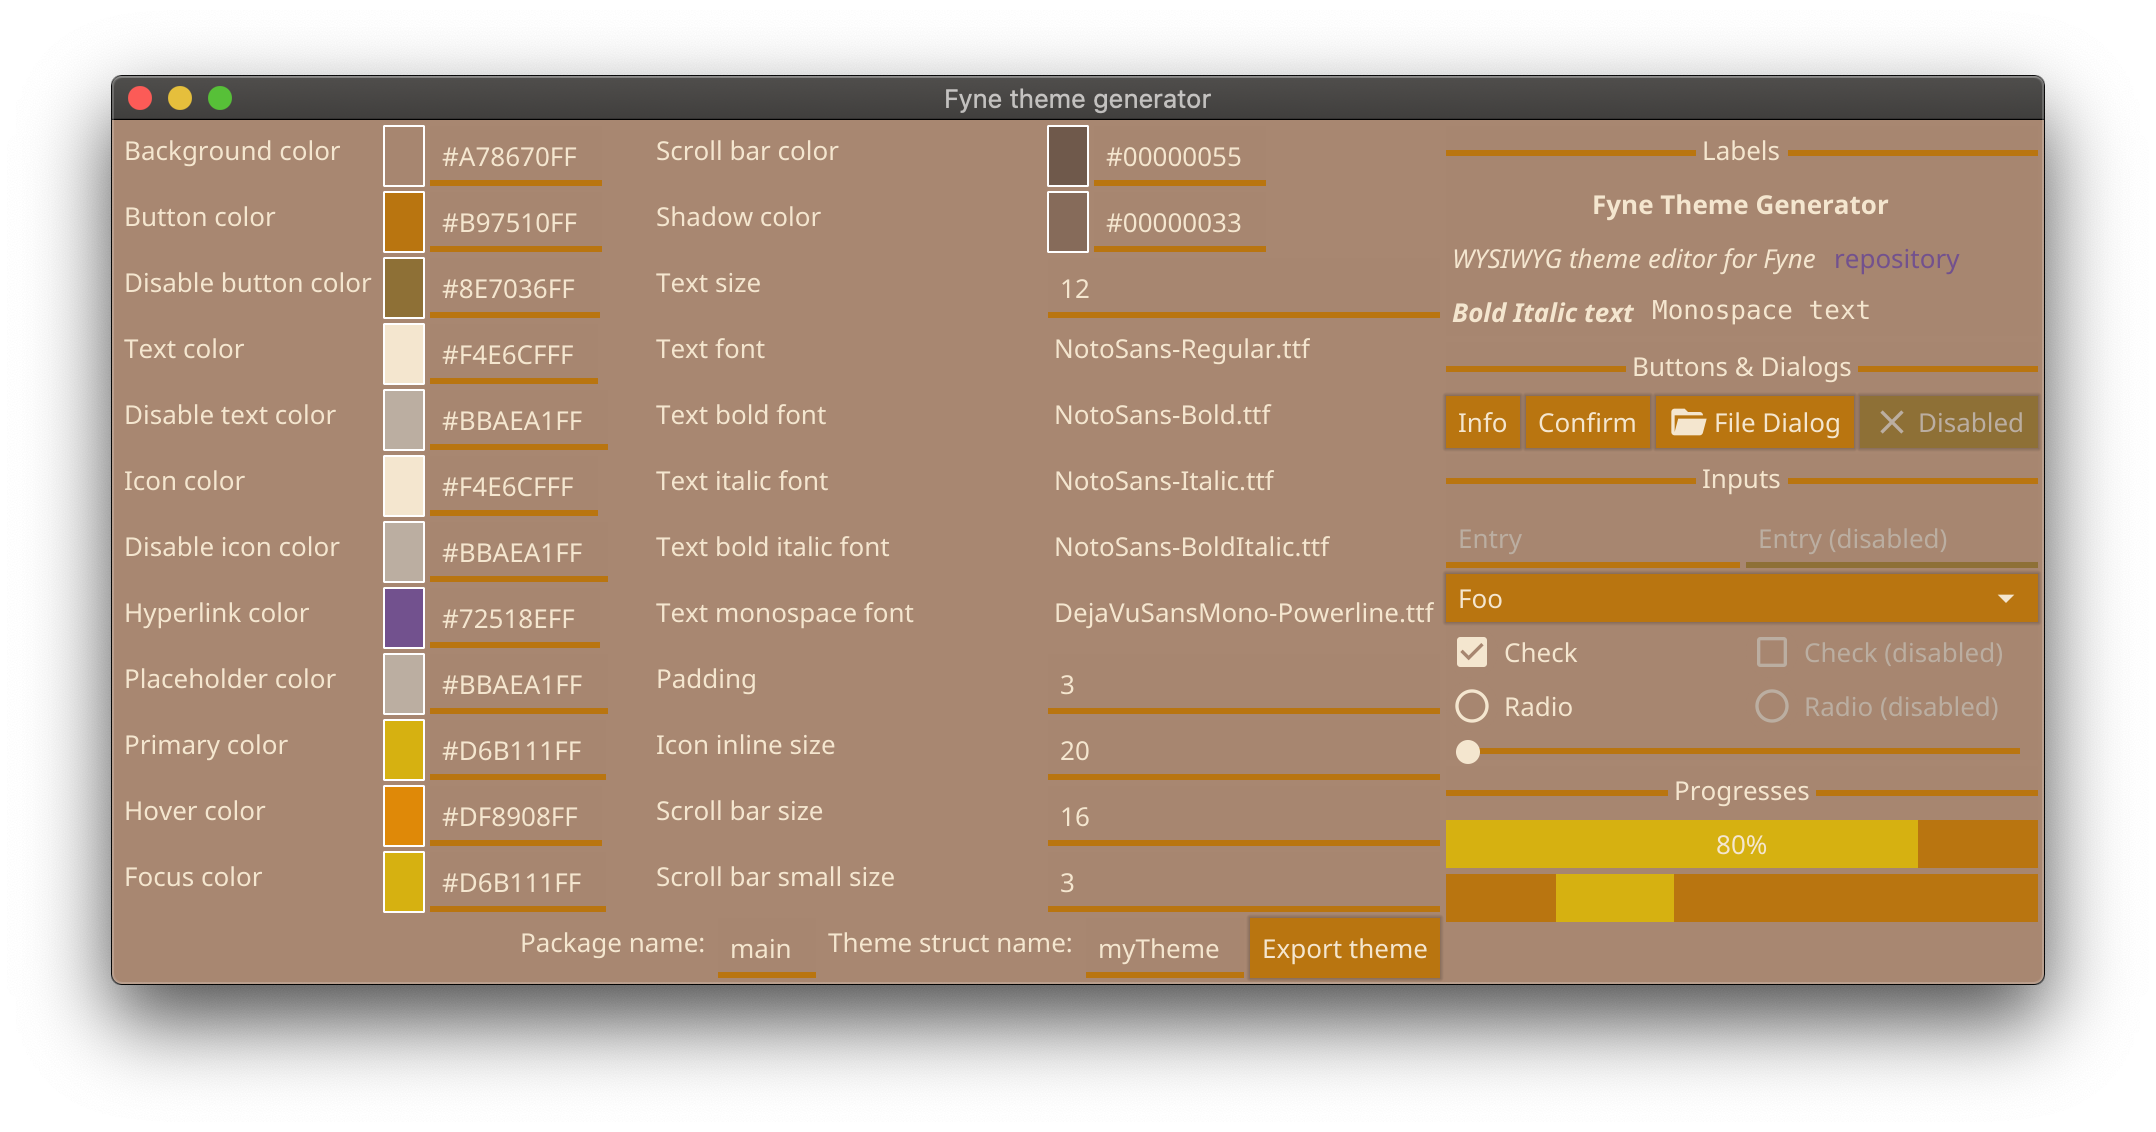 Fyne theme generator
Background color #A78670FF
Button color #B97510FF
Disable button color #8E7036FF
Text color #F4E6CFFF
Disable text color #BBAEA1FF
Icon color #F4E6CFFF
Disable icon color #BBAEA1FF
Hyperlink color #72518EFF
Placeholder color #BBAEA1FF
Primary color #D6B111FF
Hover color #DF8908FF
Focus color #D6B111FF
Scroll bar color #00000055
Shadow color #00000033
Text size 12
Text font NotoSans-Regular.ttf
Text bold font NotoSans-Bold.ttf
Text italic font NotoSans-Italic.ttf
Text bold italic font NotoSans-BoldItalic.ttf
Text monospace font DejaVuSansMono-Powerline.ttf
Padding 3
Icon inline size 20
Scroll bar size 16
Scroll bar small size 3
Package name: main Theme struct name: myTheme Export theme
Labels
Fyne Theme Generator
WYSIWYG theme editor for Fyne repository
Bold Italic text Monospace text
Buttons & Dialogs
Info Confirm File Dialog Disabled
Inputs
Entry Entry (disabled)
Foo
Check Check (disabled)
Radio Radio (disabled)
Progresses
80%